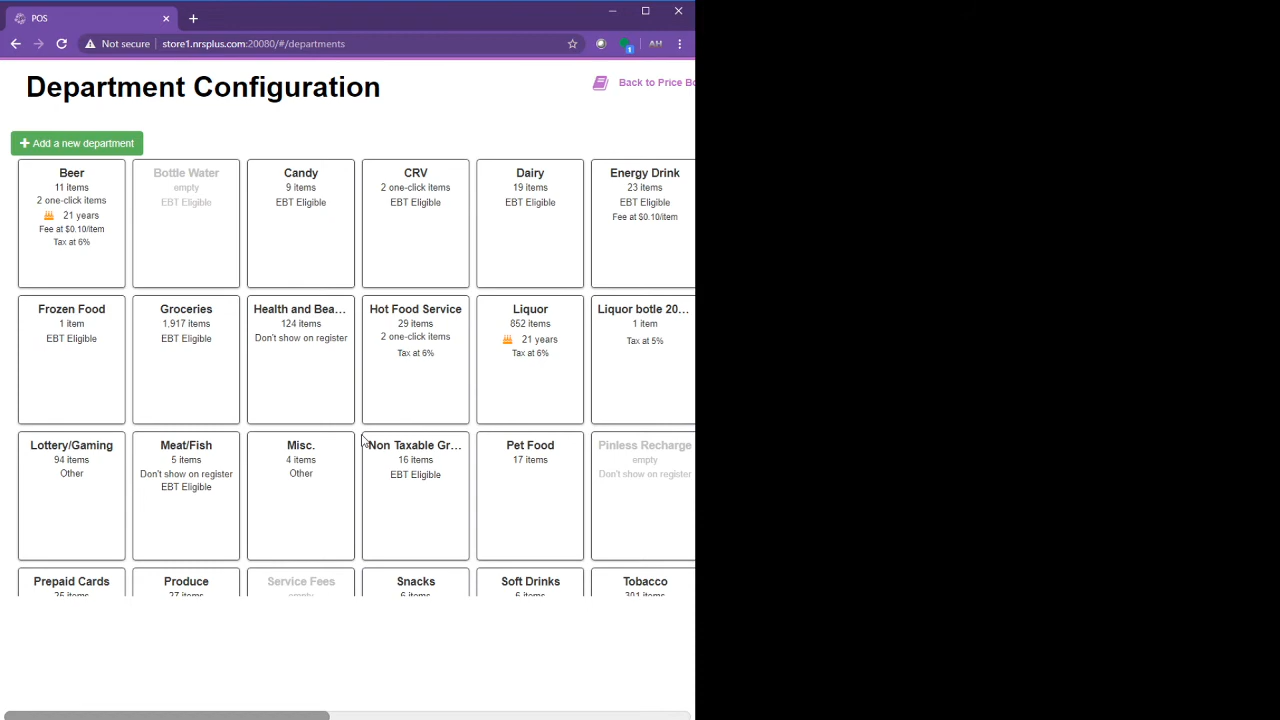 POS
Not secure
store1.nrsplus.com:20080/#/departments
1
AH
Department Configuration
Back to Price Bo
Add a new department
Beer
11 items
2 one-click items
21 years
Fee at $0.10/item
Tax at 6%
Bottle Water
empty
EBT Eligible
Candy
9 items
EBT Eligible
CRV
2 one-click items
EBT Eligible
Dairy
19 items
EBT Eligible
Energy Drink
23 items
EBT Eligible
Fee at $0.10/item
Frozen Food
1 item
EBT Eligible
Groceries
1,917 items
EBT Eligible
Health and Bea...
124 items
Don't show on register
Hot Food Service
29 items
2 one-click items
Tax at 6%
Liquor
852 items
21 years
Tax at 6%
Liquor botle 20...
1 item
Tax at 5%
Lottery/Gaming
94 items
Other
Meat/Fish
5 items
Don't show on register
EBT Eligible
Misc.
4 items
Other
Non Taxable Gr...
16 items
EBT Eligible
Pet Food
17 items
Pinless Recharge
empty
Don't show on register
Prepaid Cards
Produce
Service Fees
empty
Snacks
6 items
Soft Drinks
6 items
Tobacco